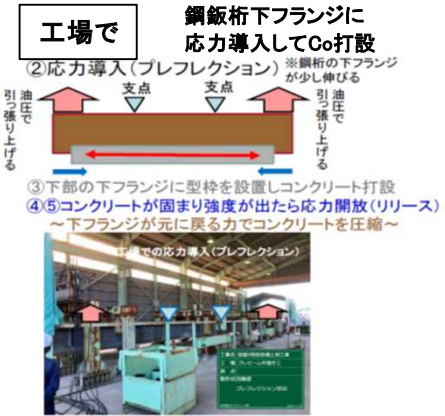 工場で
鋼鈑桁下フランジに
応力導入してCo打設
②応力導入(プレフレクション)
※鋼桁の下フランジ
が少し伸びる
油圧で
引っ張り上げる
支点
支点
油圧で
引っ張り上げる
③下部の下フランジに型枠を設置しコンクリート打設
④⑤コンクリートが固まり強度が出たら応力開放(リリース)
～下フランジが元に戻る力でコンクリートを圧縮～
工場での応力導入(プレフレクション)
プレフレクション状況